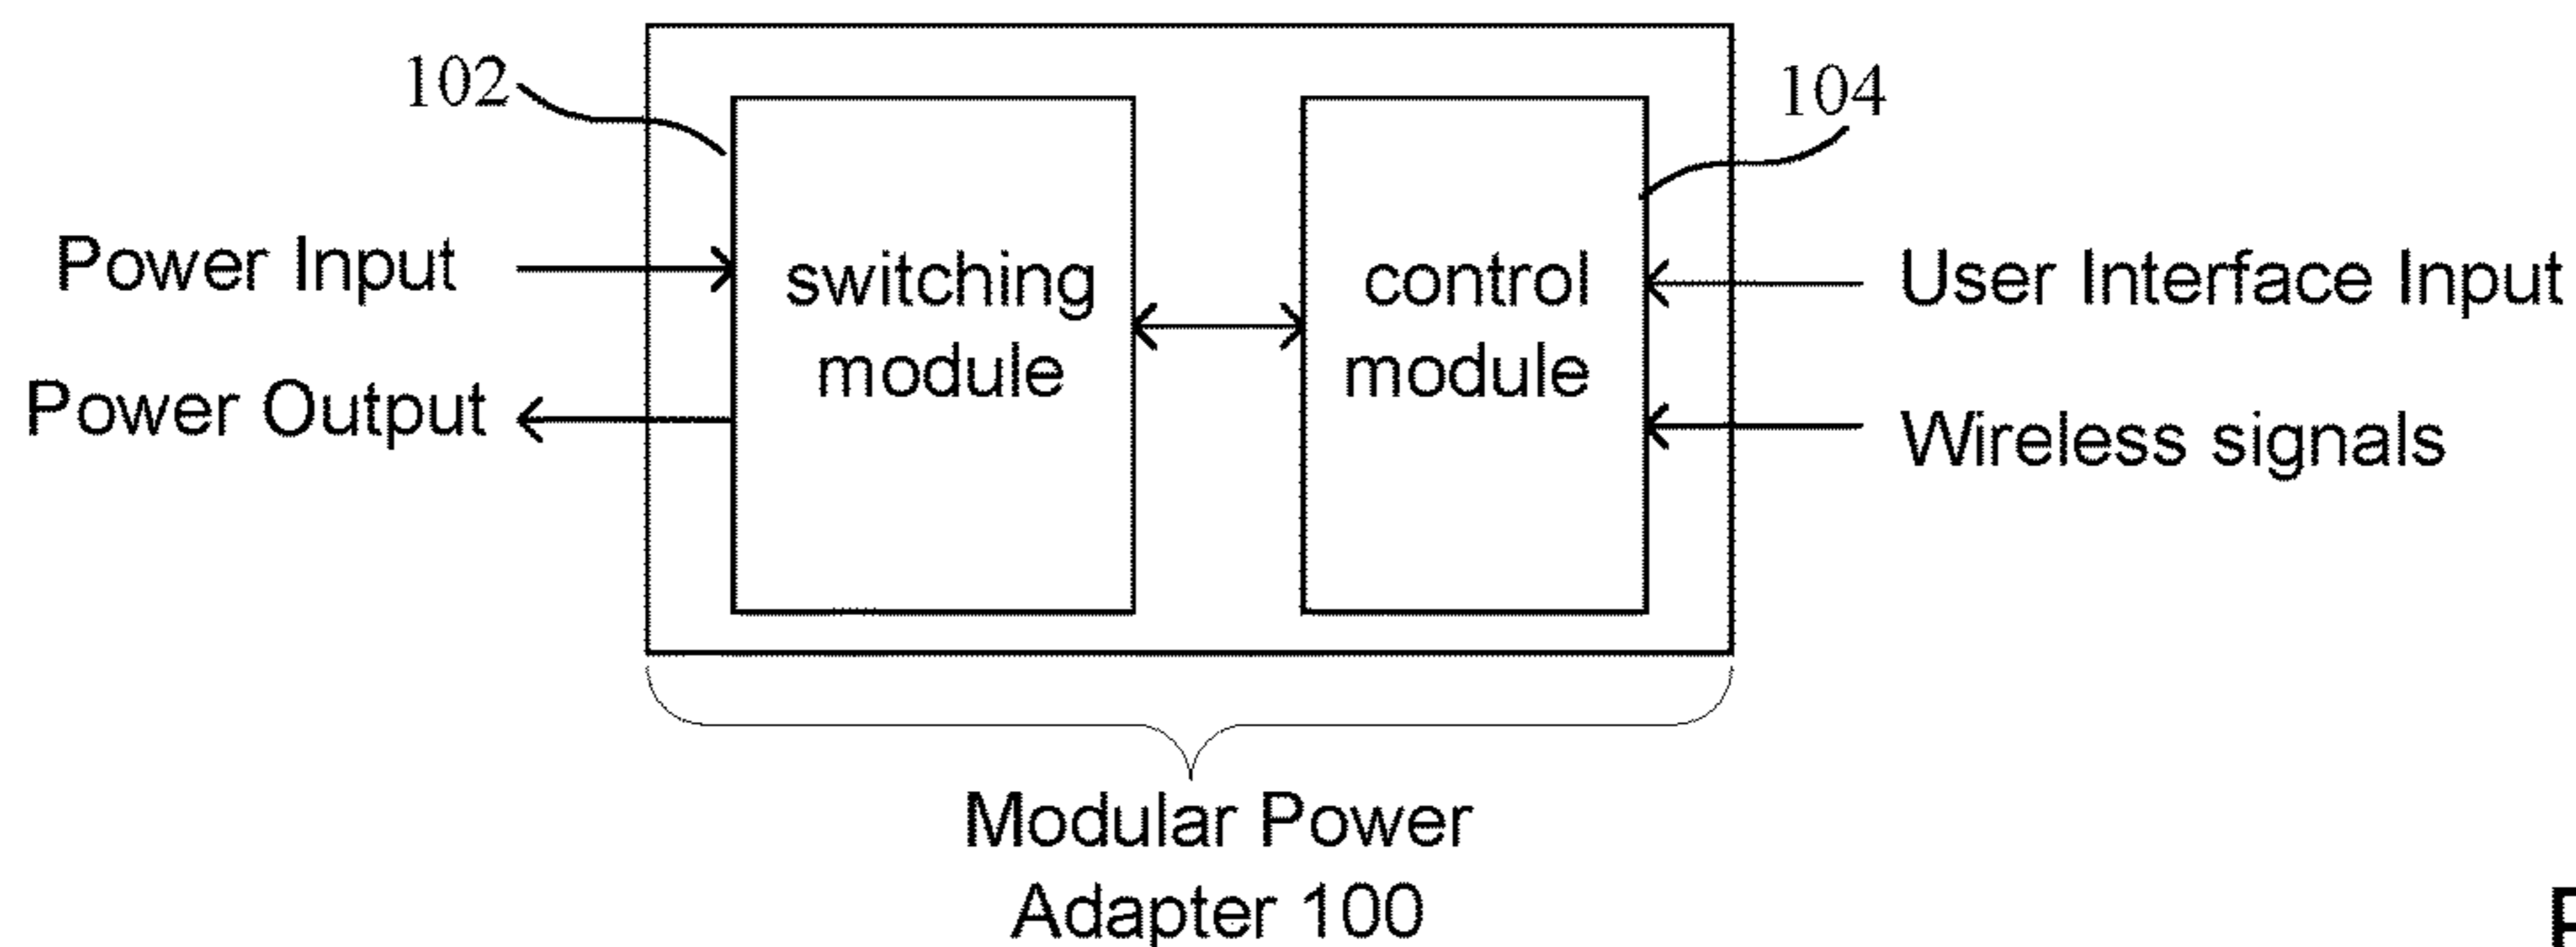 102
104
Power Input
switching
module
control
module
User Interface Input
Power Output
Wireless signals
Modular Power
Adapter 100